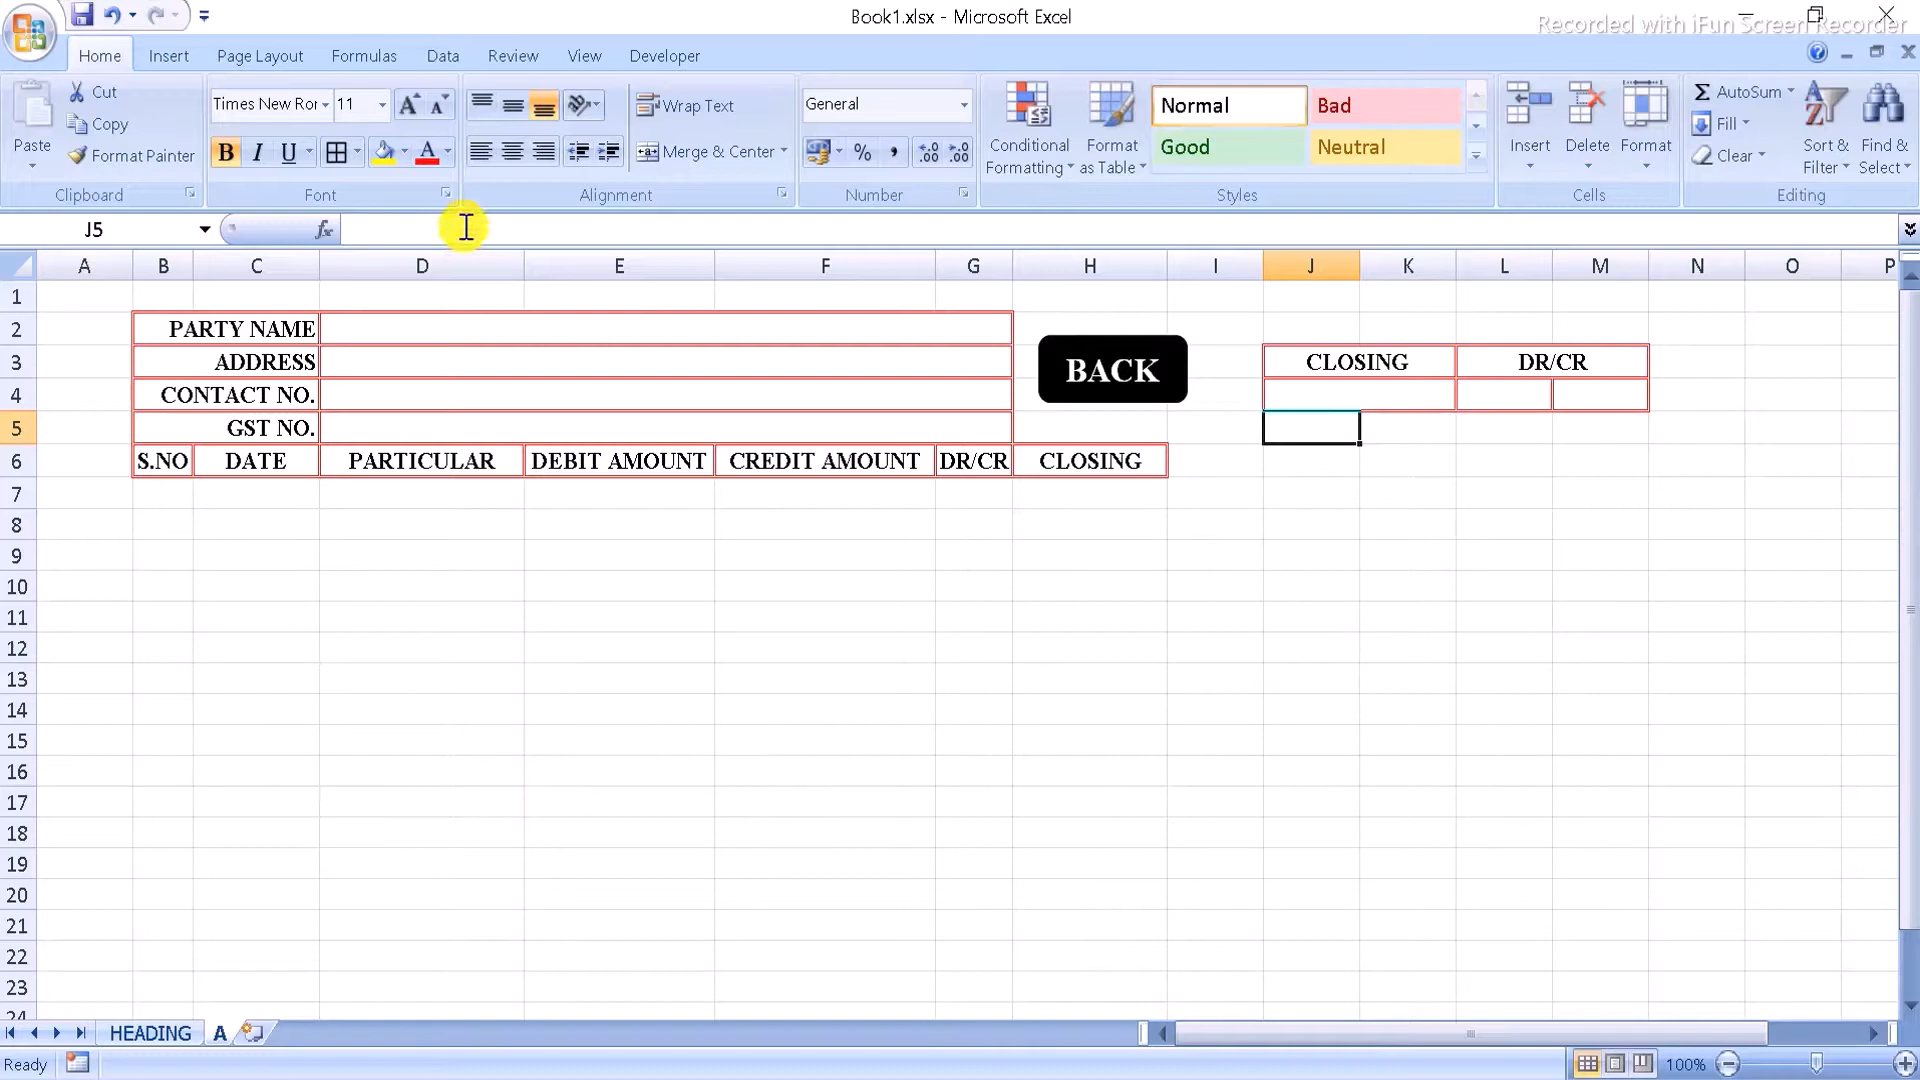 Book1.xlsx - Microsoft Excel
Recorded with iFun Screen Recorder
Home Insert Page Layout Formulas Data Review View Developer
Paste
Cut
Copy
Format Painter
Clipboard
Times New Ror 11
B I U A
Font
Wrap Text
Merge & Center
Alignment
General
% ,
Number
Conditional Formatting
Format as Table
Normal Bad
Good Neutral
Styles
Insert Delete Format
Cells
Σ AutoSum
Fill
Clear
Sort & Filter
Find & Select
Editing
J5 fx
A B C D E F G H I J K L M N O P
1
2 PARTY NAME
3 ADDRESS BACK CLOSING DR/CR
4 CONTACT NO.
5 GST NO.
6 S.NO DATE PARTICULAR DEBIT AMOUNT CREDIT AMOUNT DR/CR CLOSING
7
8
9
10
11
12
13
14
15
16
17
18
19
20
21
22
23
24
HEADING A
Ready 100%